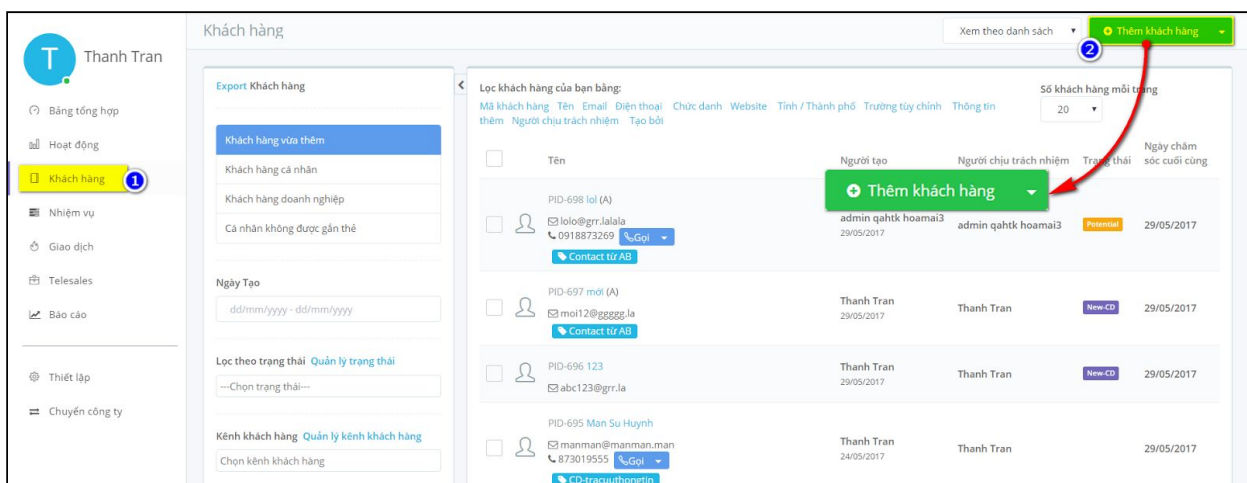 Khách hàng
Xem theo danh sách
Thêm khách hàng
2
T
Thanh Tran
Bảng tổng hợp
Hoạt động
Khách hàng
1
Nhiệm vụ
Giao dịch
Telesales
Báo cáo
Thiết lập
Chuyển công ty
Export Khách hàng
Khách hàng vừa thêm
Khách hàng cá nhân
Khách hàng doanh nghiệp
Cá nhân không được gắn thẻ
Ngày Tạo
dd/mm/yyyy - dd/mm/yyyy
Lọc theo trạng thái Quản lý trạng thái
---Chọn trạng thái---
Kênh khách hàng Quản lý kênh khách hàng
Chọn kênh khách hàng
Lọc khách hàng của bạn bằng:
Mã khách hàng Tên Email Điện thoại Chức danh Website Tỉnh / Thành phố Trường tùy chỉnh Thông tin
thêm Người chịu trách nhiệm Tạo bởi
Số khách hàng mỗi trang
20
Tên
Người tạo
Người chịu trách nhiệm
Trạng thái
Ngày chăm
sóc cuối cùng
Thêm khách hàng
PID-698 lol (A)
lolo@grr.lalala
0918873269 Gọi
Contact từ AB
admin qahtk hoamai3
29/05/2017
admin qahtk hoamai3
Potential
29/05/2017
PID-697 mới (A)
moi12@ggggg.la
Contact từ AB
Thanh Tran
29/05/2017
Thanh Tran
New-CD
29/05/2017
PID-696 123
abc123@grr.la
Thanh Tran
29/05/2017
Thanh Tran
New-CD
29/05/2017
PID-695 Man Su Huynh
manman@manman.man
873019555 Gọi
CD-tracuuthongtin
Thanh Tran
24/05/2017
Thanh Tran
29/05/2017